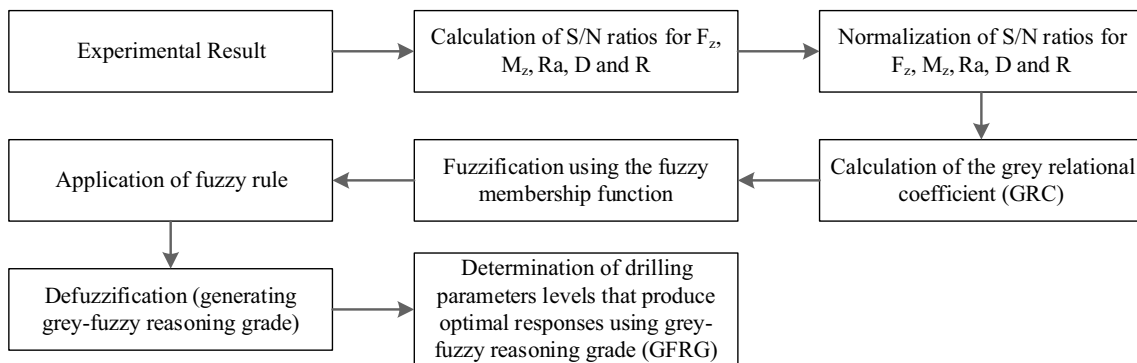 Experimental Result
Calculation of S/N ratios for Fz,
Mz, Ra, D and R
Normalization of S/N ratios for
Fz, Mz, Ra, D and R
Calculation of the grey relational
coefficient (GRC)
Fuzzification using the fuzzy
membership function
Application of fuzzy rule
Defuzzification (generating
grey-fuzzy reasoning grade)
Determination of drilling
parameters levels that produce
optimal responses using grey-
fuzzy reasoning grade (GFRG)